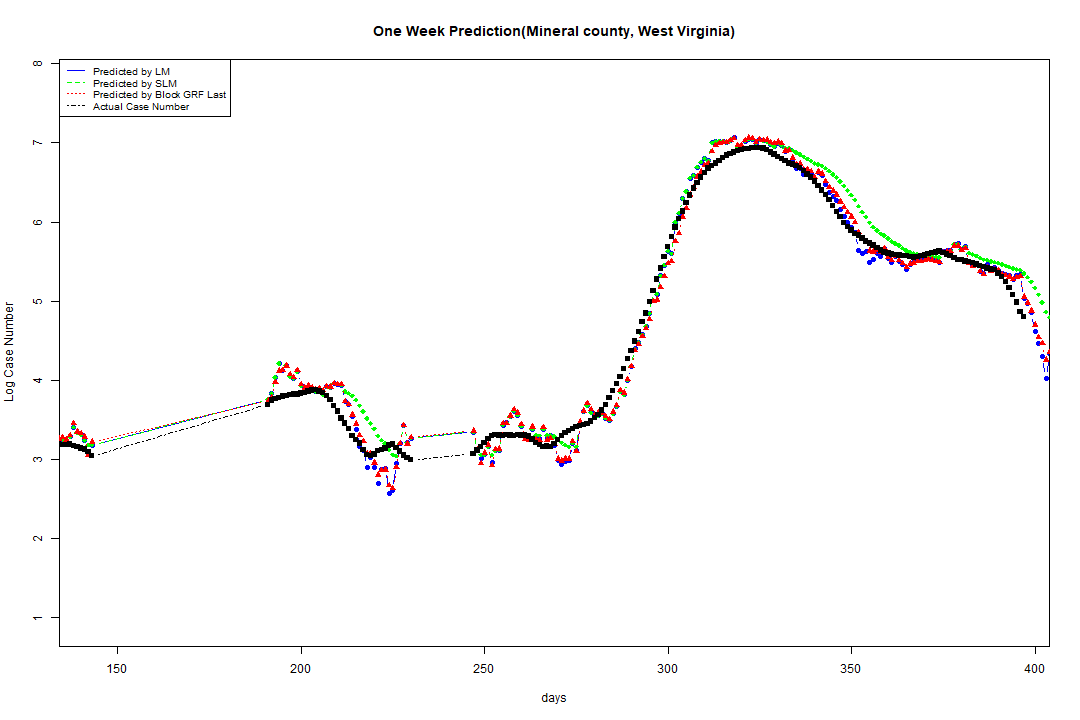 One Week Prediction(Mineral county, West Virginia)
Predicted by LM
Predicted by SLM
Predicted by Block GRF Last
Actual Case Number
Log Case Number
8
7
6
5
4
3
2
1
150 200 250 300 350 400
days